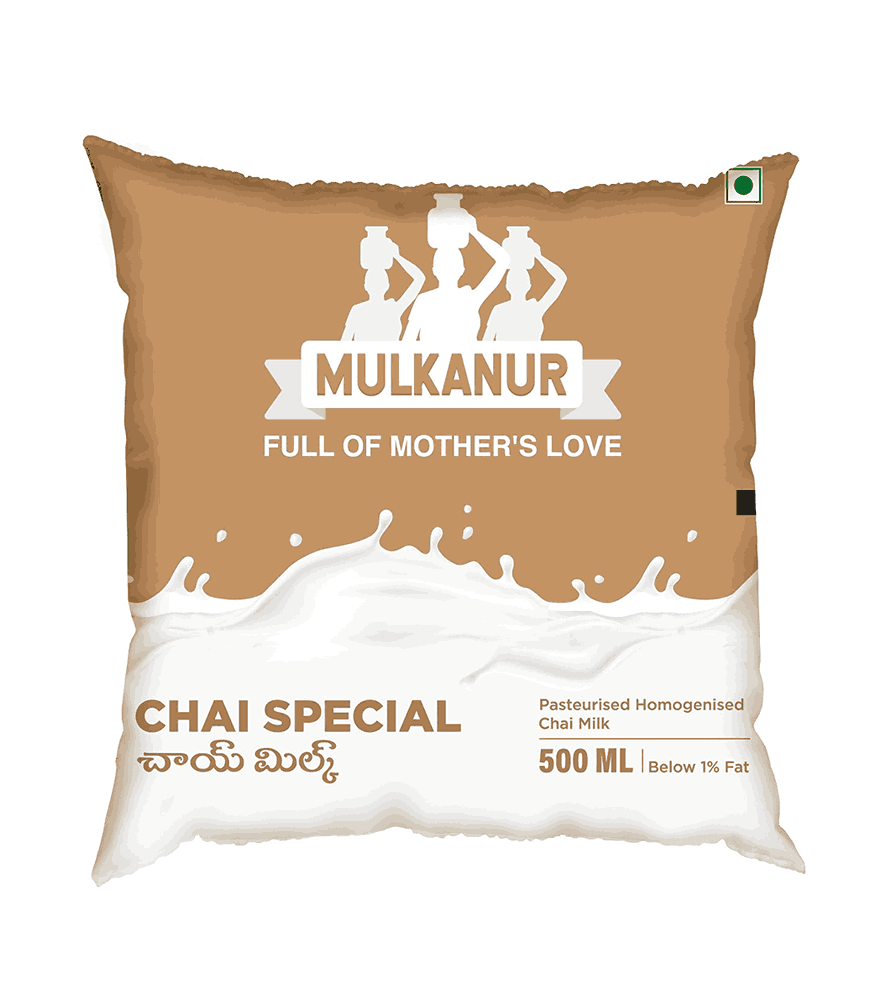 MULKANUR
FULL OF MOTHER'S LOVE
CHAI SPECIAL
చాయ్ మిల్క్
Pasteurised Homogenised
Chai Milk
500 ML | Below 1% Fat